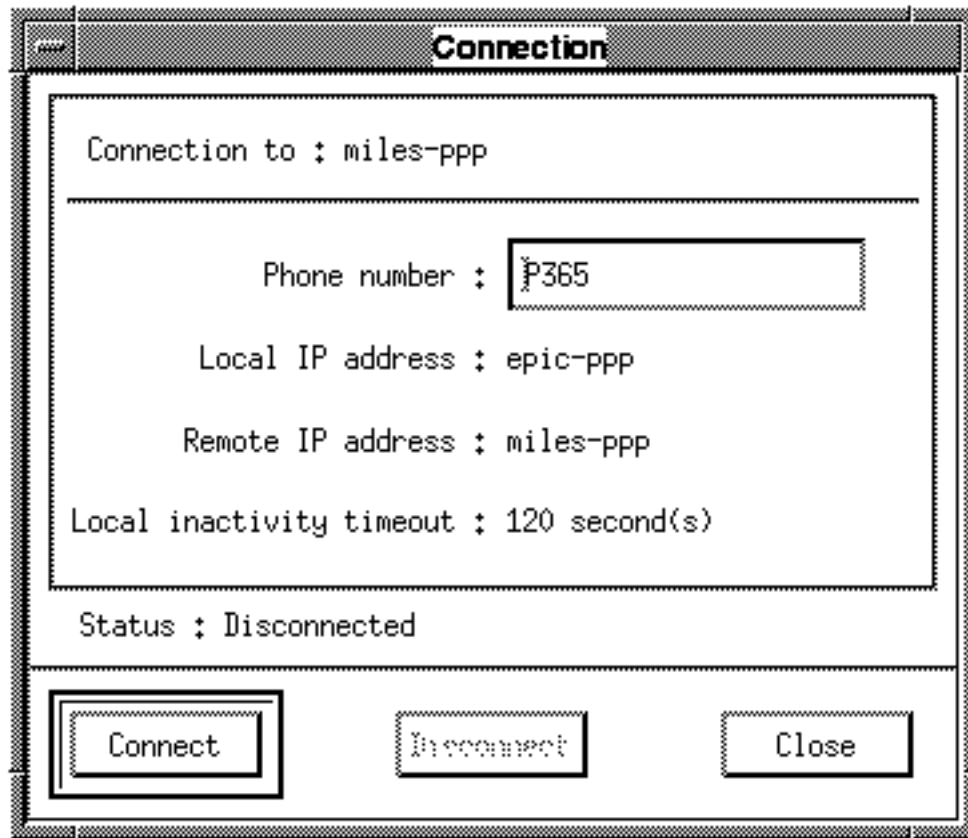 Connection
Connection to : miles-ppp
Phone number : P365
Local IP address : epic-ppp
Remote IP address : miles-ppp
Local inactivity timeout : 120 second(s)
Status : Disconnected
Connect Disconnect Close